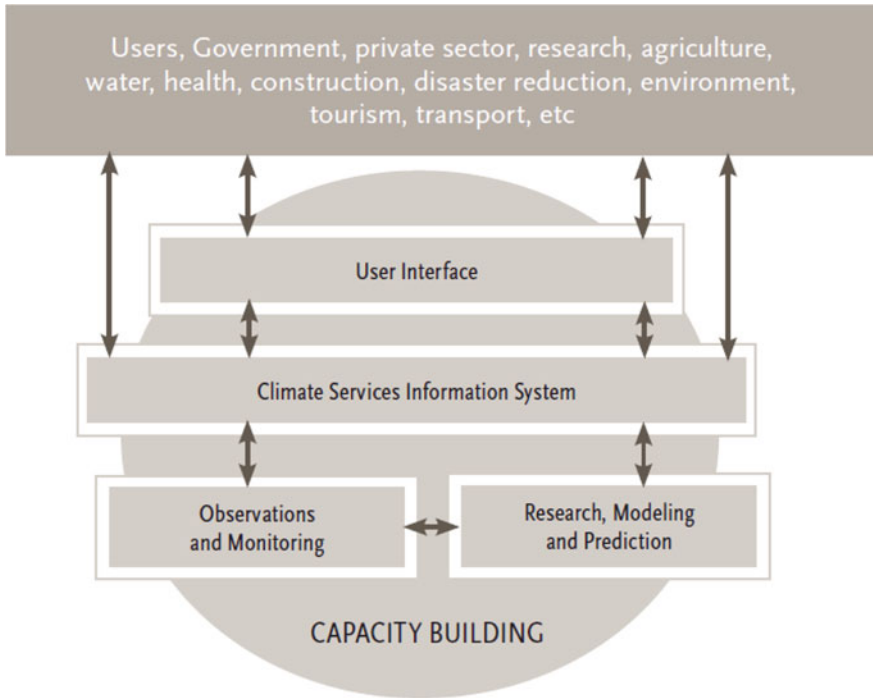 Users, Government, private sector, research, agriculture,
water, health, construction, disaster reduction, environment,
tourism, transport, etc
User Interface
Climate Services Information System
Observations
and Monitoring
Research, Modeling
and Prediction
CAPACITY BUILDING